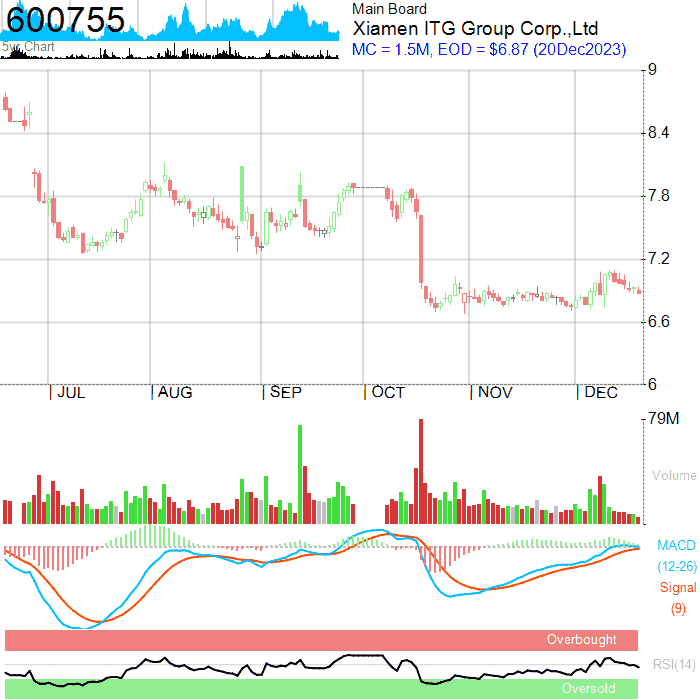 600755
5yr Chart
Main Board
Xiamen ITG Group Corp.,Ltd
MC = 1.5M, EOD = $6.87 (20Dec2023)
9
8.4
7.8
7.2
6.6
6
JUL AUG SEP OCT NOV DEC
79M
Volume
MACD
(12-26)
Signal
(9)
Overbought
RSI(14)
Oversold